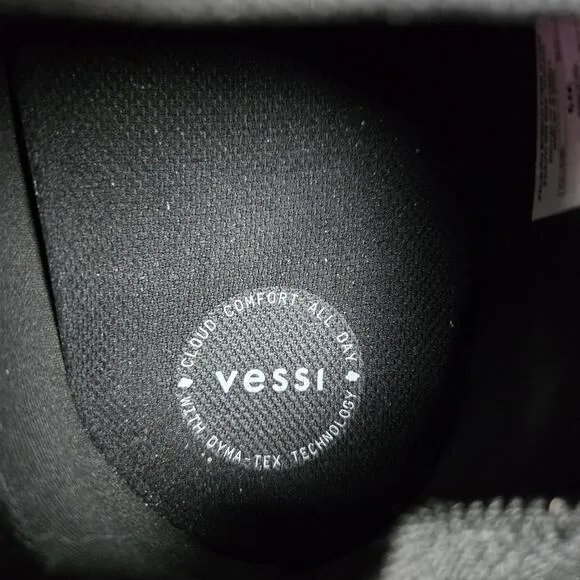 CLOUD COMFORT ALL DAY
vessi
WITH DYMA-TEX TECHNOLOGY